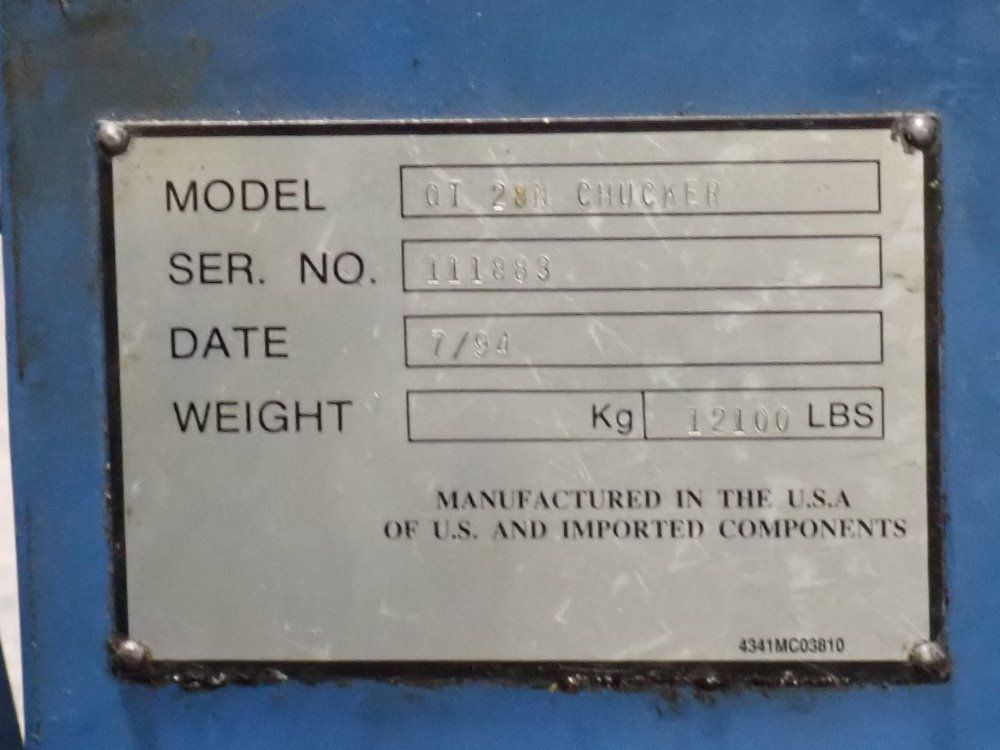 MODEL QT 28N CHUCKER
SER. NO. 111883
DATE 7/94
WEIGHT Kg 12100 LBS
MANUFACTURED IN THE U.S.A
OF U.S. AND IMPORTED COMPONENTS
4341MC03810